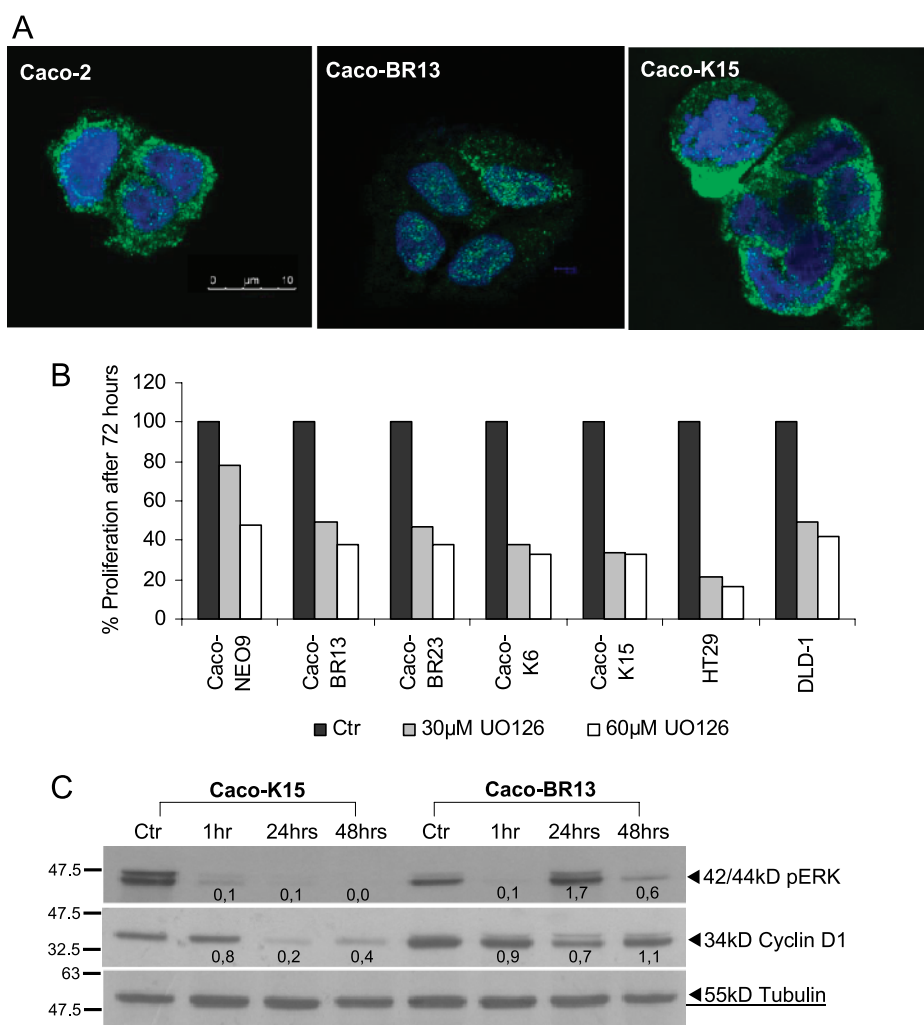 A
Caco-2
Caco-BR13
Caco-K15
0 µm 10
B
% Proliferation after 72 hours
120
100
80
60
40
20
0
Caco-NEO9
Caco-BR13
Caco-BR23
Caco-K6
Caco-K15
HT29
DLD-1
Ctr 30µM UO126 60µM UO126
C
Caco-K15 Caco-BR13
Ctr 1hr 24hrs 48hrs Ctr 1hr 24hrs 48hrs
47.5 42/44kD pERK
0,1 0,1 0,0 0,1 1,7 0,6
47.5
34kD Cyclin D1
32.5
0,8 0,2 0,4 0,9 0,7 1,1
63
55kD Tubulin
47.5